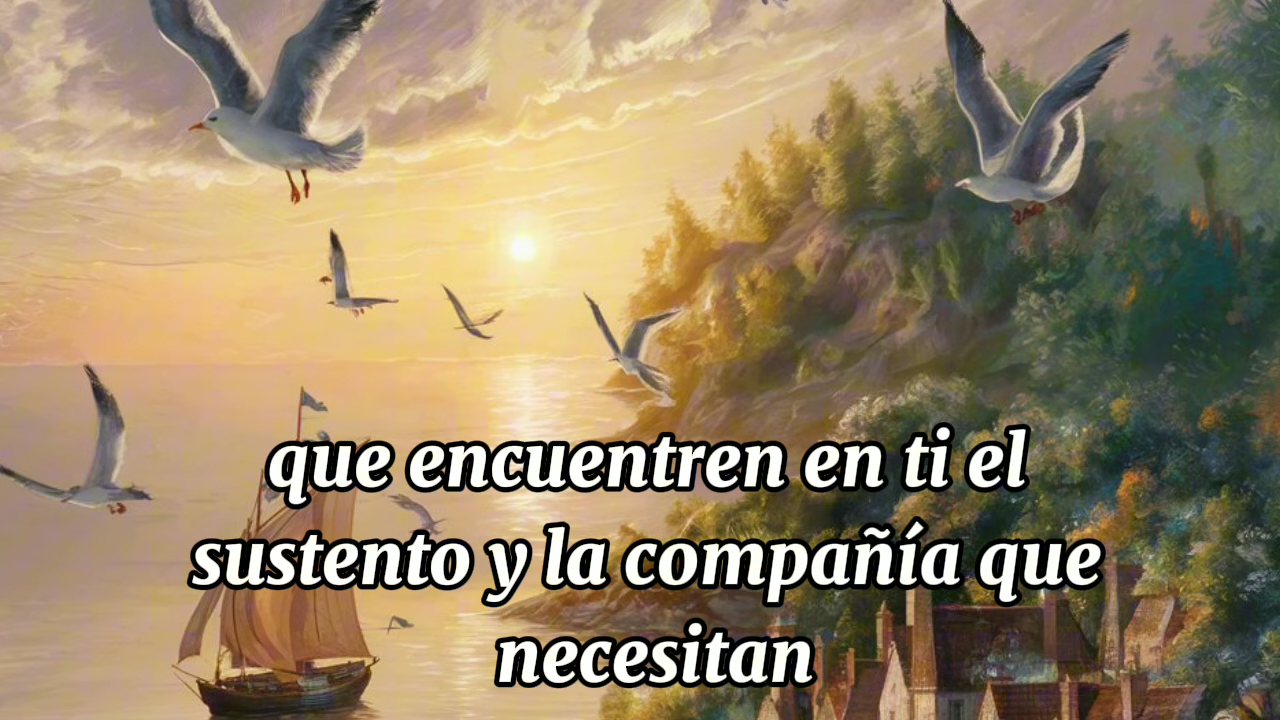 que encuentren en ti el
sustento y la compañía que
necesitan